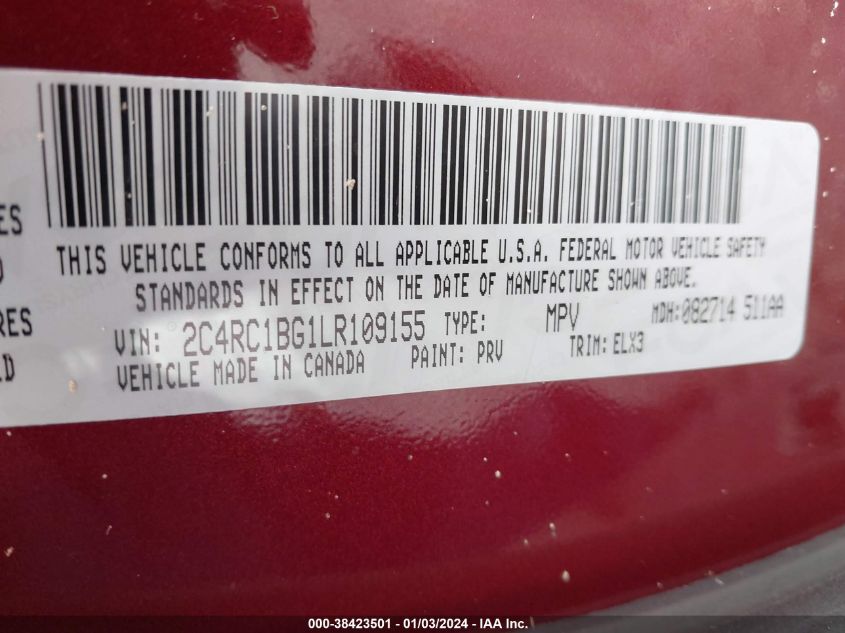 ES
THIS VEHICLE CONFORMS TO ALL APPLICABLE U.S.A. FEDERAL MOTOR VEHICLE SAFETY
STANDARDS IN EFFECT ON THE DATE OF MANUFACTURE SHOWN ABOVE.
RES
VIN: 2C4RC1BG1LR109155 TYPE: MPV MDH:082714 511AA
VEHICLE MADE IN CANADA PAINT: PRV TRIM: ELX3
000-38423501 - 01/03/2024 - IAA Inc.